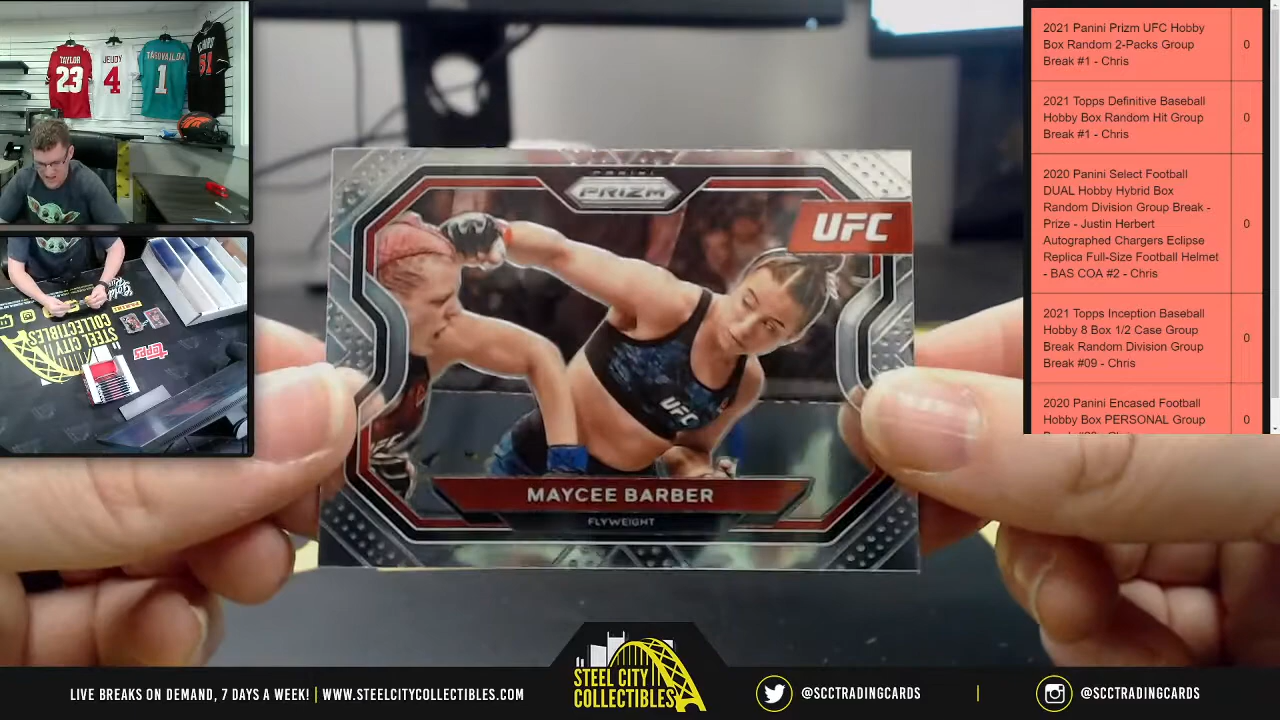 TAYLOR
23
JEUDY
4
TAGOVAILOA
1
PANINI
PRIZM
UFC
UFC
MAYCEE BARBER
FLYWEIGHT
STEEL CITY
COLLECTIBLES
topps
2021 Panini Prizm UFC Hobby
Box Random 2-Packs Group
Break #1 - Chris
0
2021 Topps Definitive Baseball
Hobby Box Random Hit Group
Break #1 - Chris
0
2020 Panini Select Football
DUAL Hobby Hybrid Box
Random Division Group Break -
Prize - Justin Herbert
Autographed Chargers Eclipse
Replica Full-Size Football Helmet
- BAS COA #2 - Chris
0
2021 Topps Inception Baseball
Hobby 8 Box 1/2 Case Group
Break Random Division Group
Break #09 - Chris
0
2020 Panini Encased Football
Hobby Box PERSONAL Group
0
LIVE BREAKS ON DEMAND, 7 DAYS A WEEK! | WWW.STEELCITYCOLLECTIBLES.COM
STEEL CITY
COLLECTIBLES
@SCCTRADINGCARDS
|
@SCCTRADINGCARDS